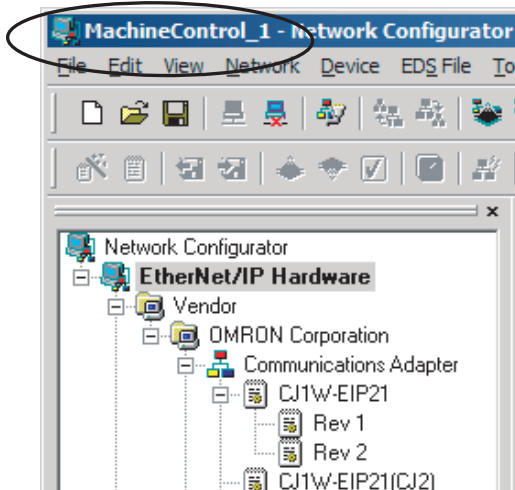 MachineControl_1 - Network Configurator
File Edit View Network Device EDS File To
x
Network Configurator
EtherNet/IP Hardware
Vendor
OMRON Corporation
Communications Adapter
CJ1W-EIP21
Rev 1
Rev 2
CJ1W-EIP21(CJ2)